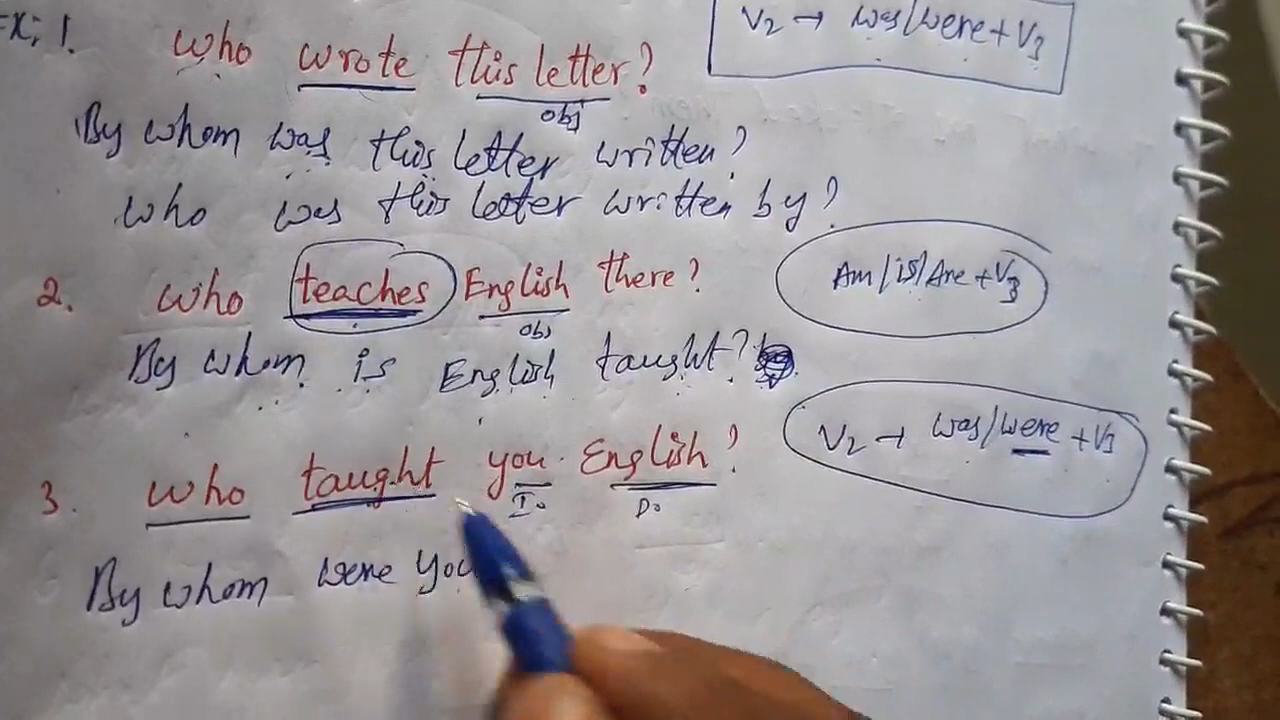 Ex; 1. Who wrote this letter?
V2 → was/were + V3
obj
By whom was this letter written?
who was this letter written by?
2. Who teaches English there?
Am/is/Are + V3
obj
By whom is English taught?
3. Who taught you English?
V2 → was/were + V3
I.o D.o
By whom were you